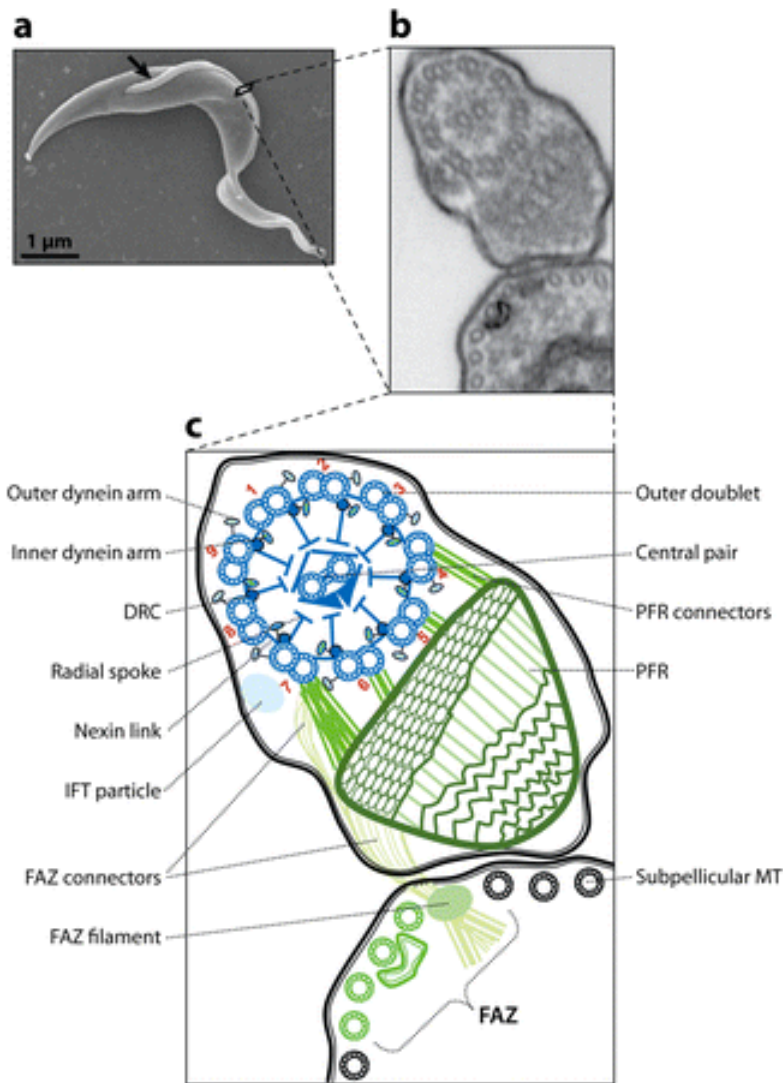 a
b
1 µm
c
Outer dynein arm
Inner dynein arm
DRC
Radial spoke
Nexin link
IFT particle
FAZ connectors
FAZ filament
1
2
3
4
5
6
7
8
9
Outer doublet
Central pair
PFR connectors
PFR
Subpellicular MT
FAZ